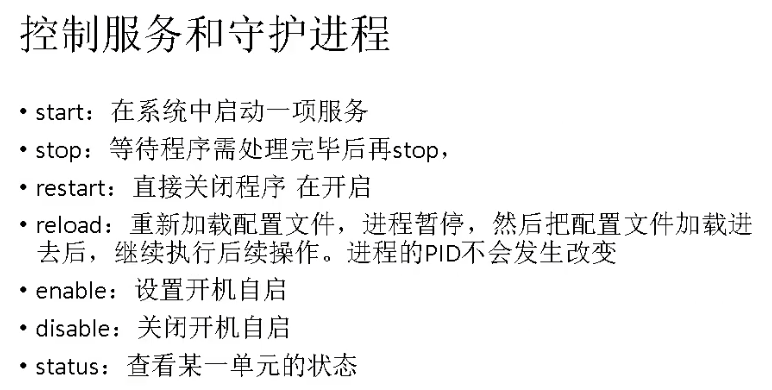 控制服务和守护进程
• start：在系统中启动一项服务
• stop：等待程序需处理完毕后再stop，
• restart：直接关闭程序 在开启
• reload：重新加载配置文件，进程暂停，然后把配置文件加载进
去后，继续执行后续操作。进程的PID不会发生改变
• enable：设置开机自启
• disable：关闭开机自启
• status：查看某一单元的状态